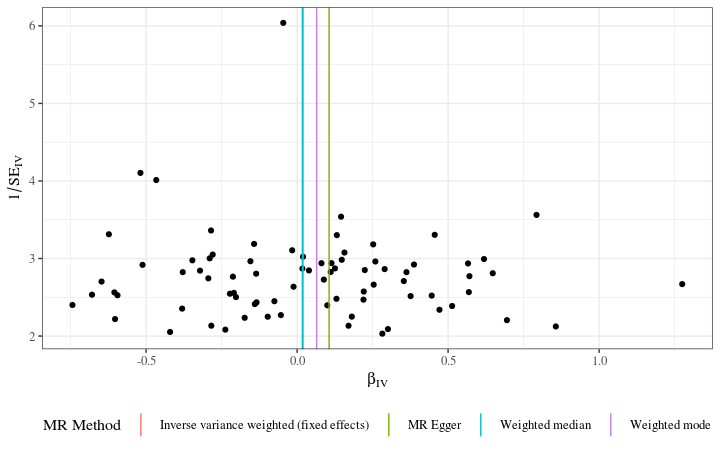 6
5
4
3
2
1/SE_IV
-0.5 0.0 0.5 1.0
β_IV
MR Method Inverse variance weighted (fixed effects) MR Egger Weighted median Weighted mode